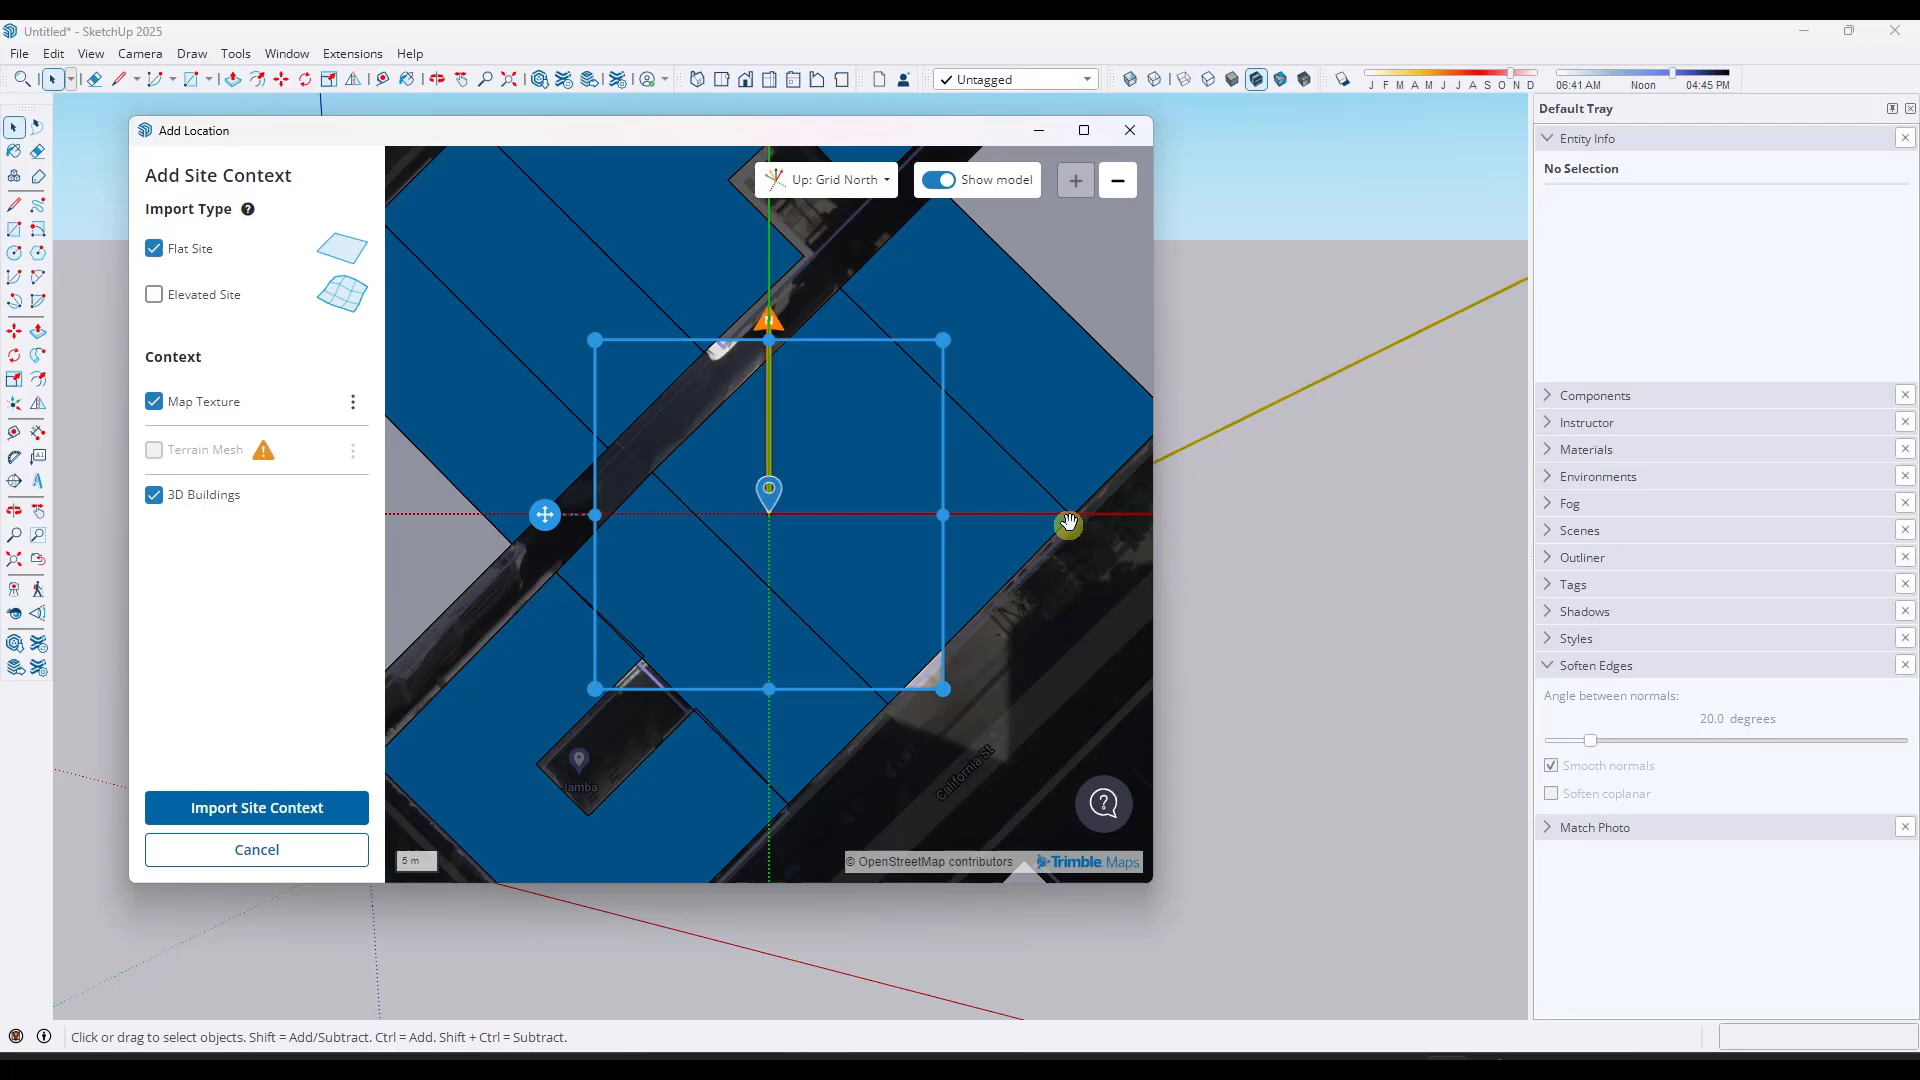 Untitled* - SketchUp 2025
File Edit View Camera Draw Tools Window Extensions Help
Untagged
J F M A M J J A S O N D
06:41 AM Noon 04:45 PM
Default Tray
Entity Info
No Selection
Components
Instructor
Materials
Environments
Fog
Scenes
Outliner
Tags
Shadows
Styles
Soften Edges
Angle between normals:
20.0 degrees
Smooth normals
Soften coplanar
Match Photo
Add Location
Add Site Context
Import Type
Flat Site
Elevated Site
Context
Map Texture
Terrain Mesh
3D Buildings
Import Site Context
Cancel
Up: Grid North
Show model
N
Jamba
California St
5 m
© OpenStreetMap contributors
Trimble Maps
Click or drag to select objects. Shift = Add/Subtract. Ctrl = Add. Shift + Ctrl = Subtract.